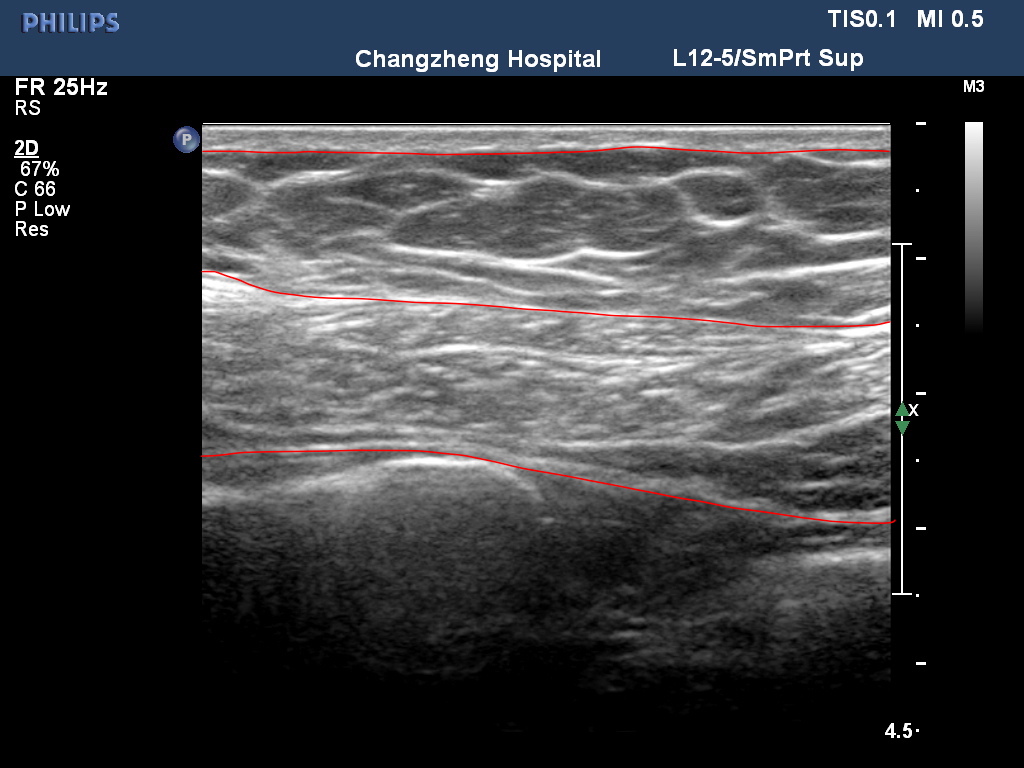 PHILIPS
TIS0.1 MI 0.5
Changzheng Hospital L12-5/SmPrt Sup
FR 25Hz
RS
M3
P
2D
67%
C 66
P Low
Res
X
4.5